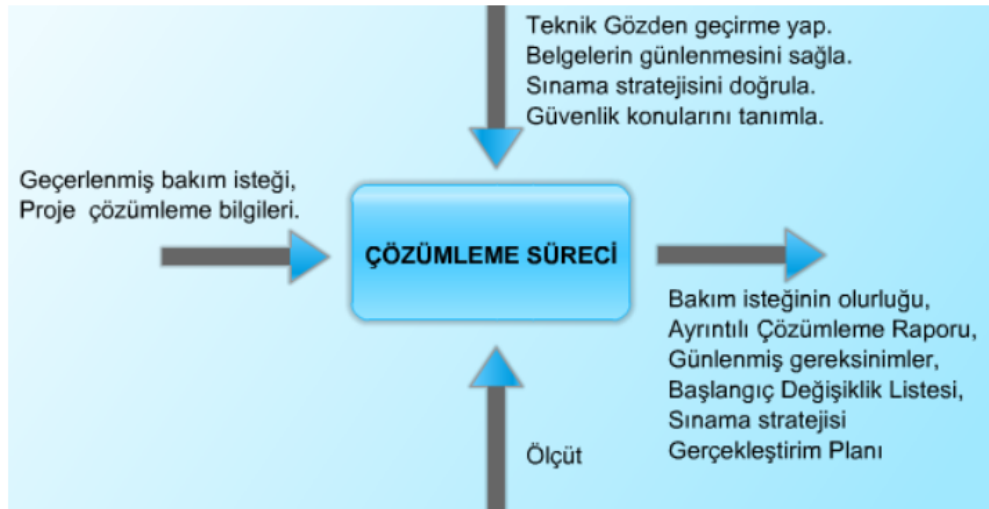 Teknik Gözden geçirme yap.
Belgelerin günlenmesini sağla.
Sınama stratejisini doğrula.
Güvenlik konularını tanımla.
Geçerlenmiş bakım isteği,
Proje çözümleme bilgileri.
ÇÖZÜMLEME SÜRECİ
Bakım isteğinin olurluğu,
Ayrıntılı Çözümleme Raporu,
Günlenmiş gereksinimler,
Başlangıç Değişiklik Listesi,
Sınama stratejisi
Gerçekleştirim Planı
Ölçüt